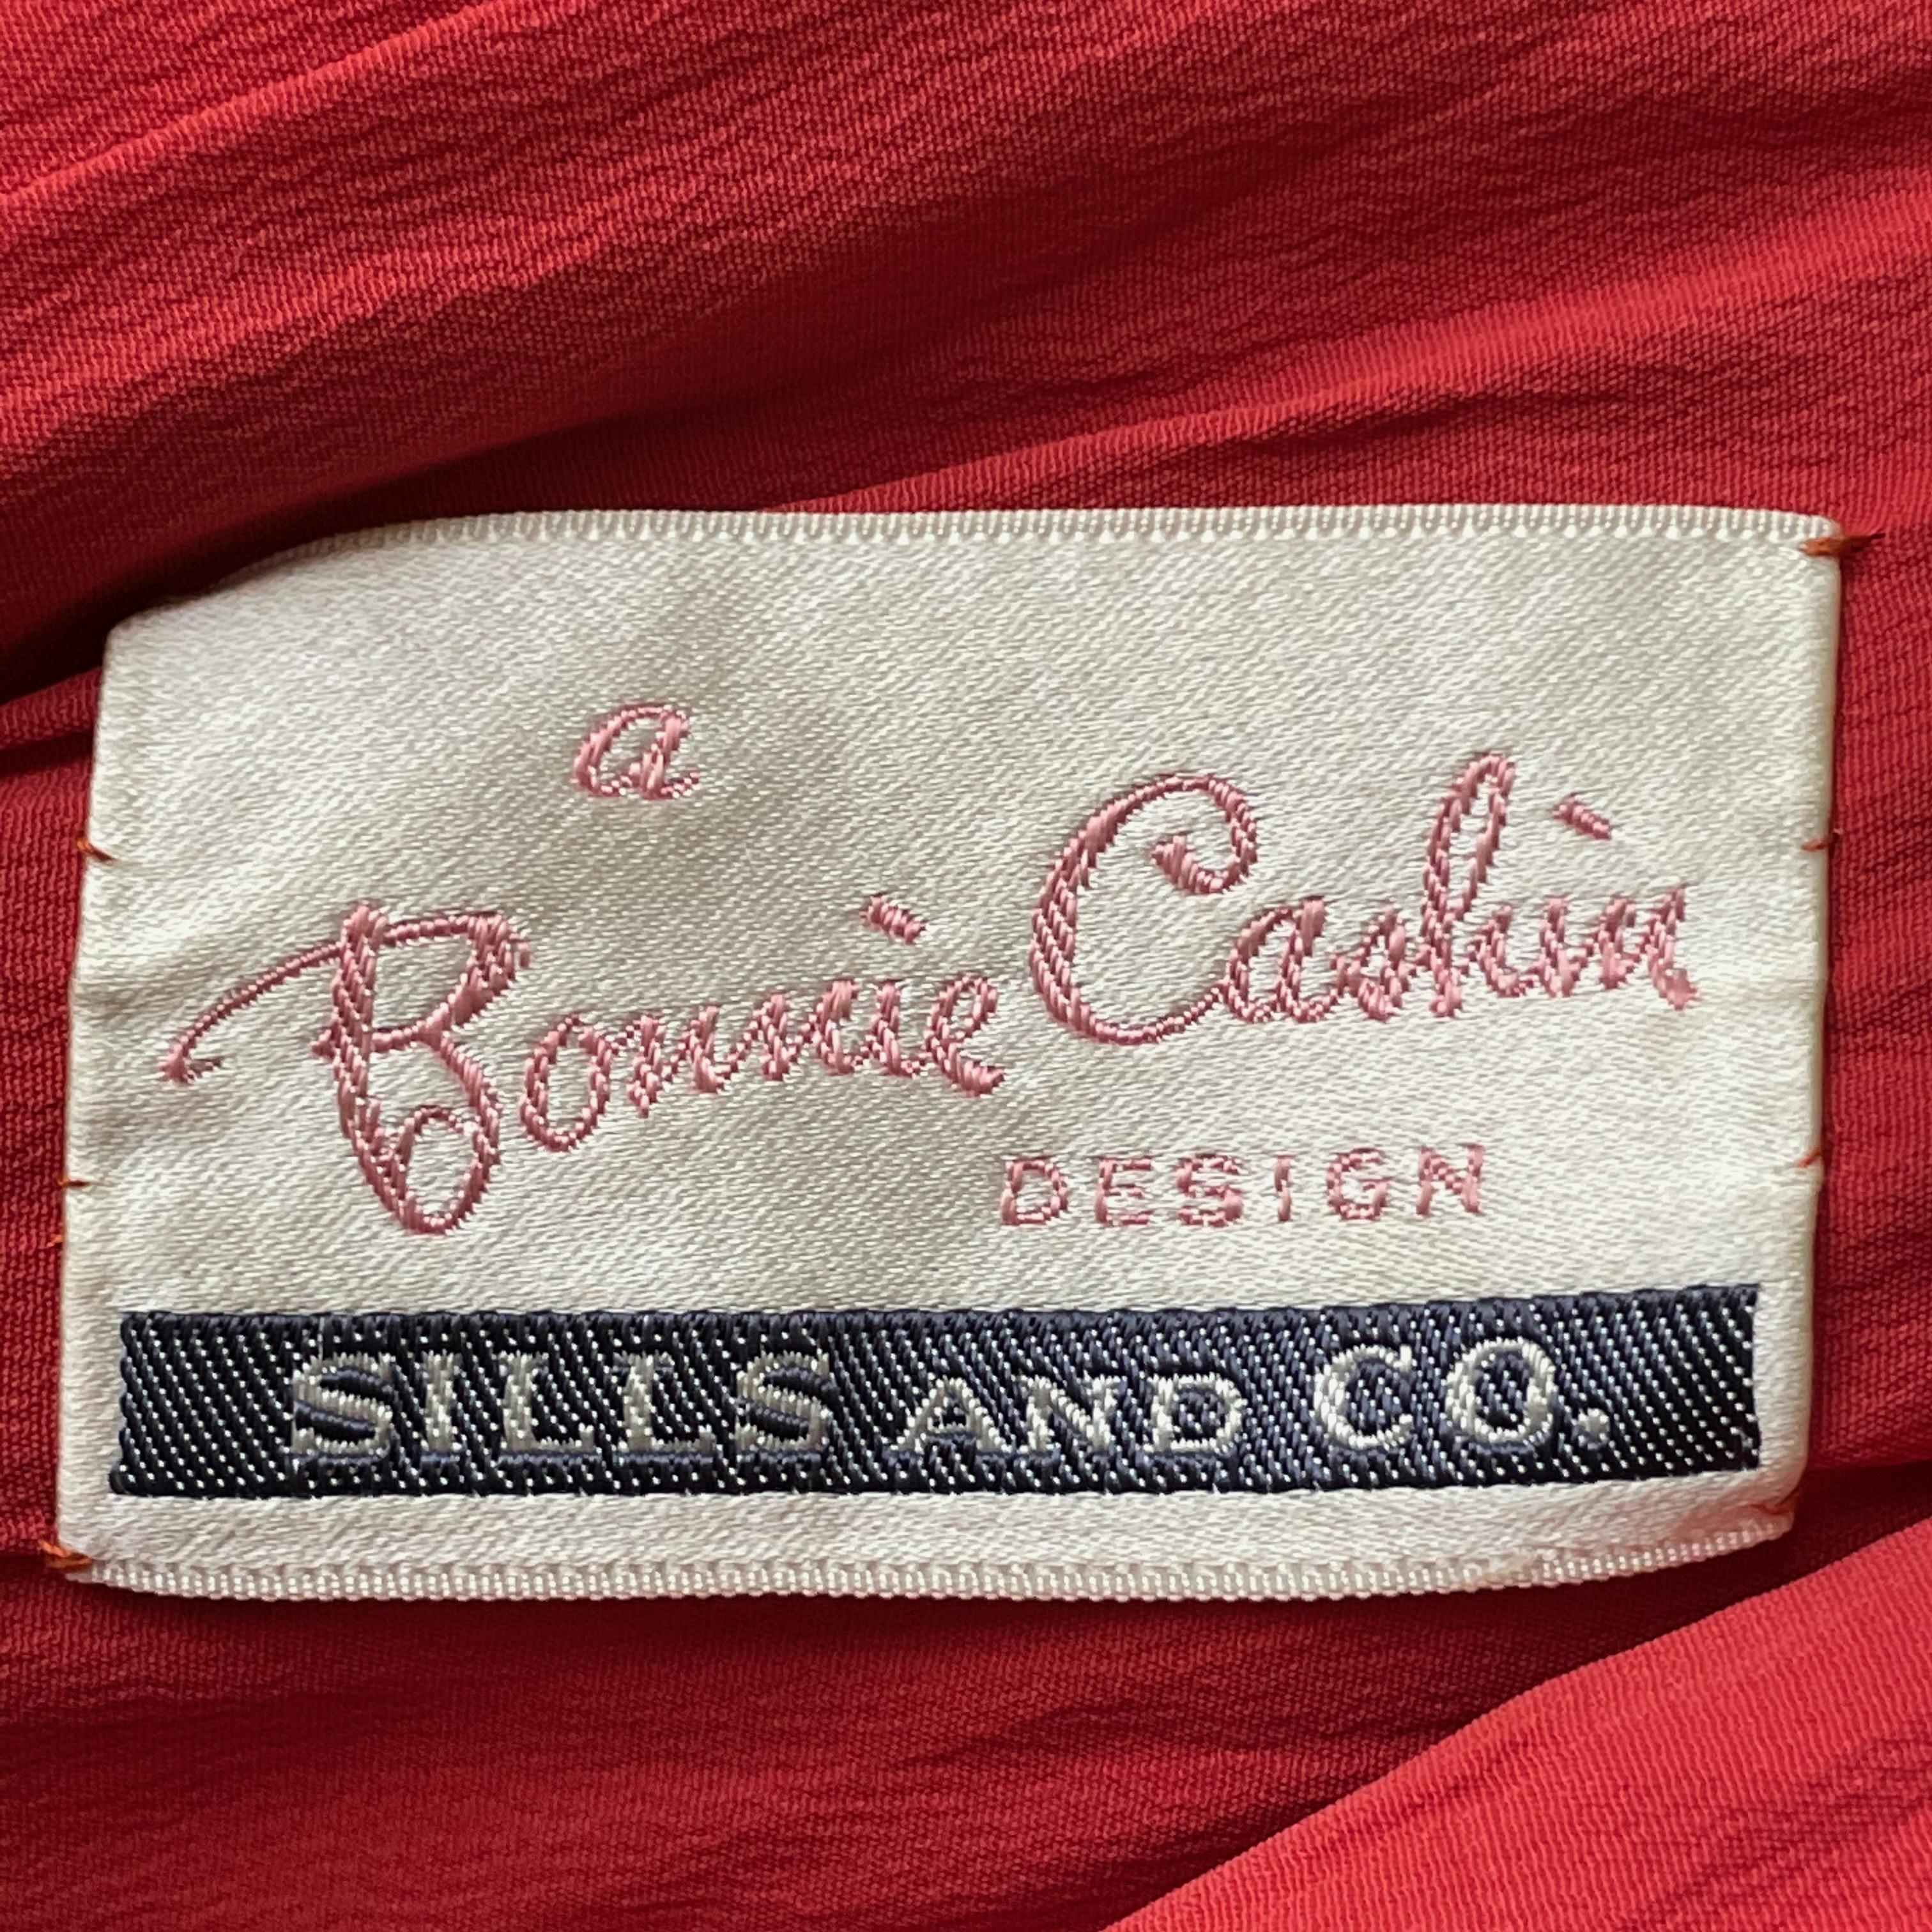 a
Bonnie Cashin
DESIGN
SILLS AND CO.